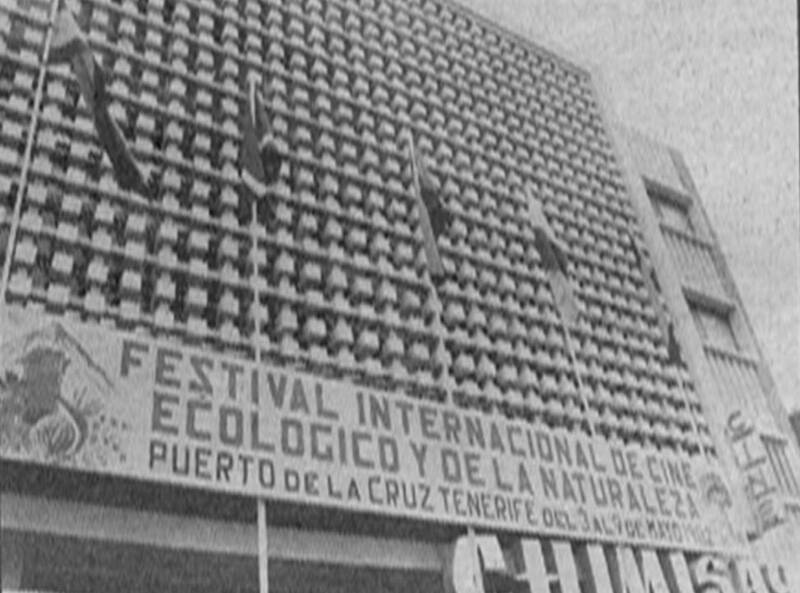 FESTIVAL INTERNACIONAL DE CINE
ECOLOGICO Y DE LA NATURALEZA
PUERTO DE LA CRUZ TENERIFE DEL 3 AL 9 DE MAYO
CHIMISAY